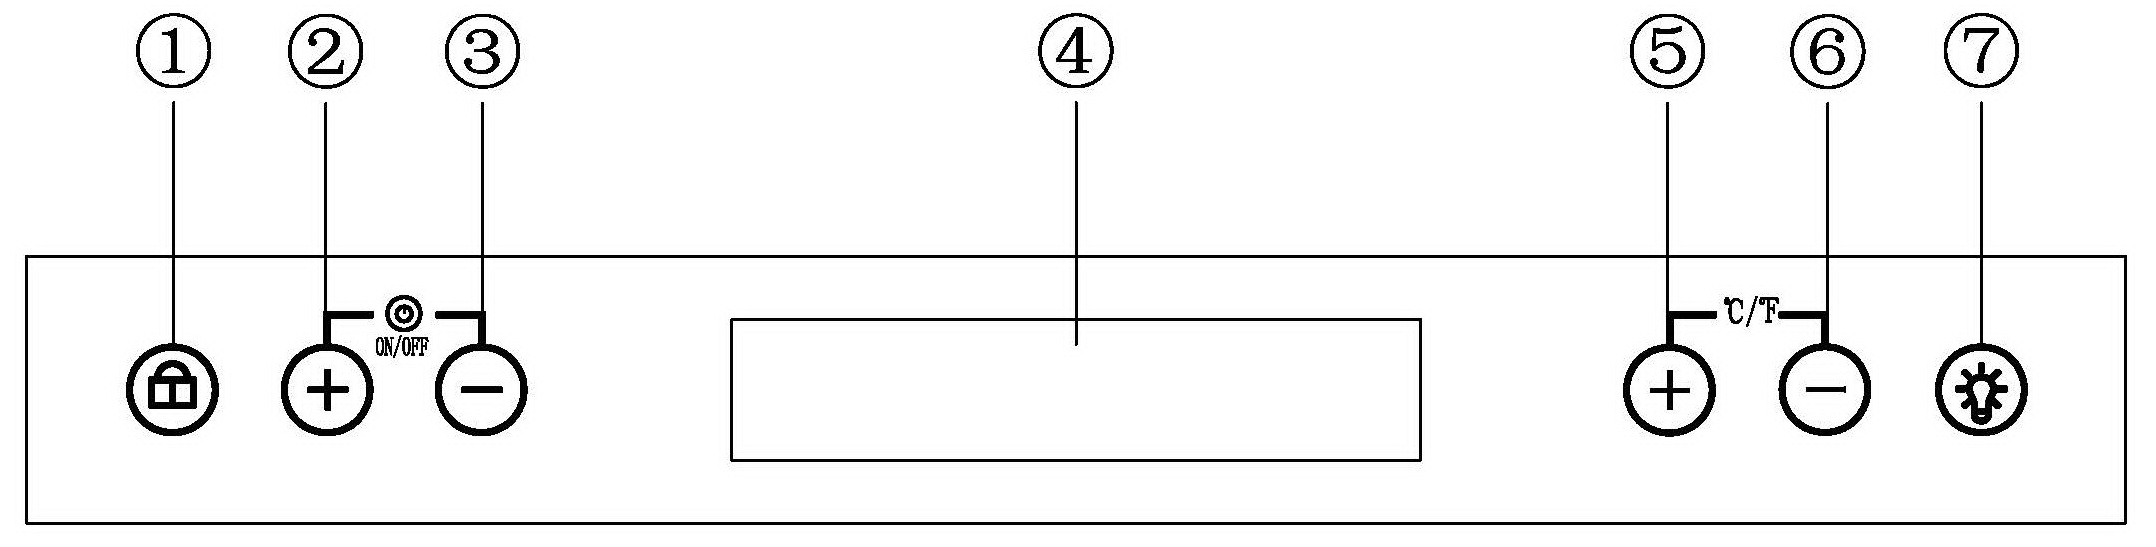 ① ② ③ ④ ⑤ ⑥ ⑦
℃/℉
ON/OFF
+ − + −